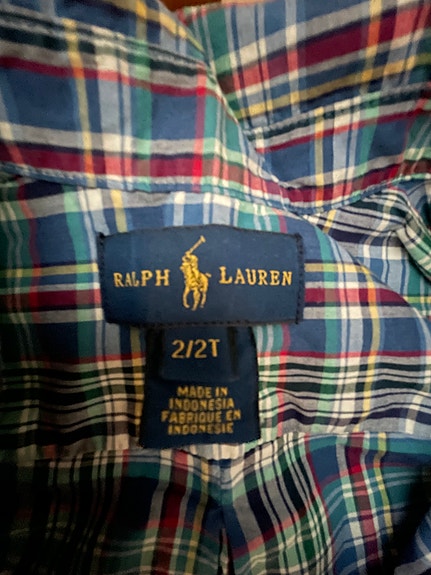 RALPH LAUREN
2/2T
MADE IN
INDONESIA
FABRIQUE EN
INDONESIE